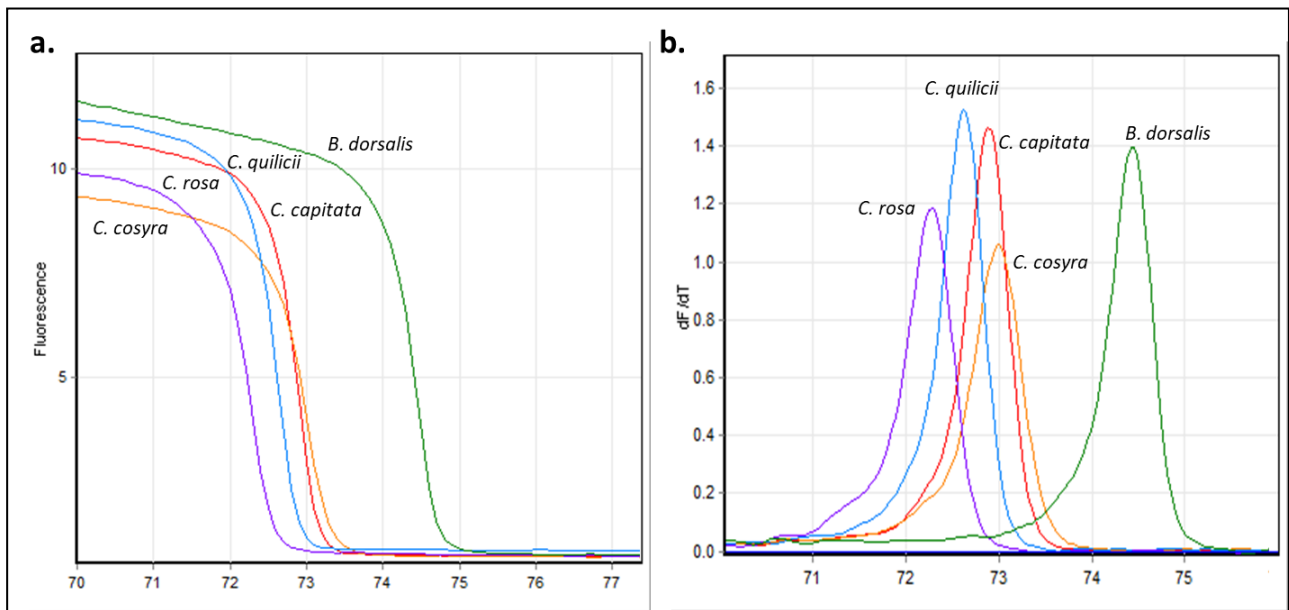 a.
Fluorescence
10
5
B. dorsalis
C. quilicii
C. rosa
C. capitata
C. cosyra
70 71 72 73 74 75 76 77
b.
dF/dT
1.6
1.4
1.2
1.0
0.8
0.6
0.4
0.2
0.0
C. quilicii
C. capitata
B. dorsalis
C. rosa
C. cosyra
71 72 73 74 75